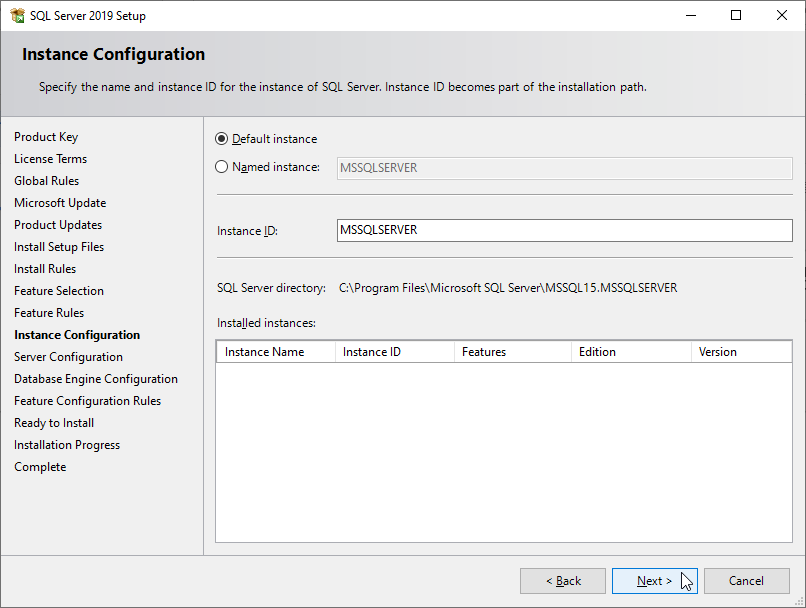 SQL Server 2019 Setup
Instance Configuration
Specify the name and instance ID for the instance of SQL Server. Instance ID becomes part of the installation path.
Product Key
License Terms
Global Rules
Microsoft Update
Product Updates
Install Setup Files
Install Rules
Feature Selection
Feature Rules
Instance Configuration
Server Configuration
Database Engine Configuration
Feature Configuration Rules
Ready to Install
Installation Progress
Complete
Default instance
Named instance: MSSQLSERVER
Instance ID: MSSQLSERVER
SQL Server directory: C:\Program Files\Microsoft SQL Server\MSSQL15.MSSQLSERVER
Installed instances:
Instance Name Instance ID Features Edition Version
< Back Next > Cancel